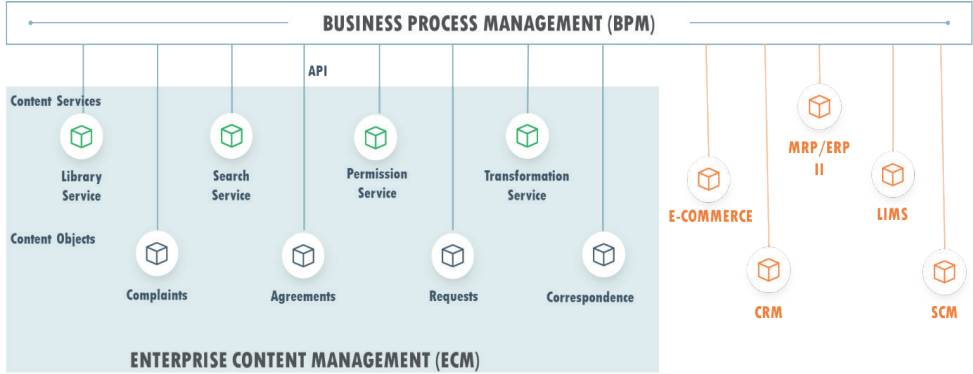 BUSINESS PROCESS MANAGEMENT (BPM)
API
Content Services
Library
Service
Search
Service
Permission
Service
Transformation
Service
MRP/ERP
II
E-COMMERCE
LIMS
Content Objects
Complaints
Agreements
Requests
Correspondence
CRM
SCM
ENTERPRISE CONTENT MANAGEMENT (ECM)